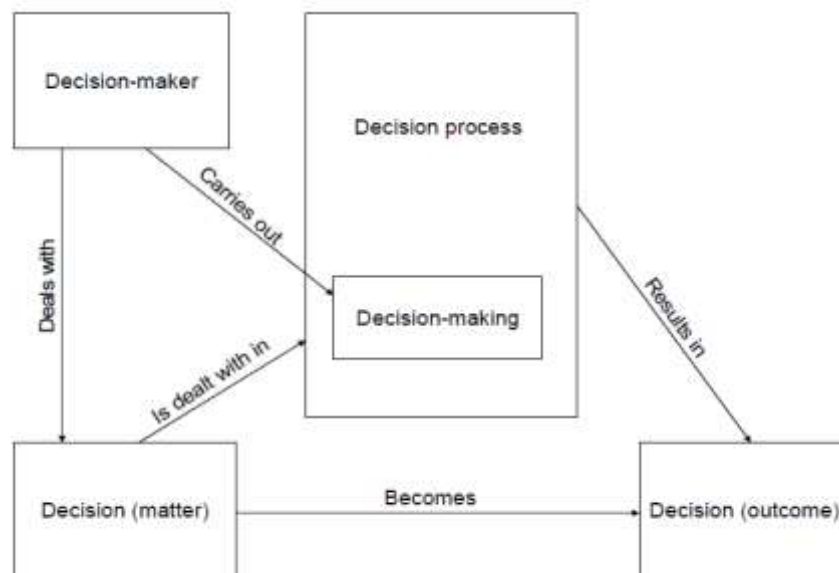 Decision-maker
Decision process
Carries out
Deals with
Decision-making
Results in
Is dealt with in
Decision (matter)
Becomes
Decision (outcome)